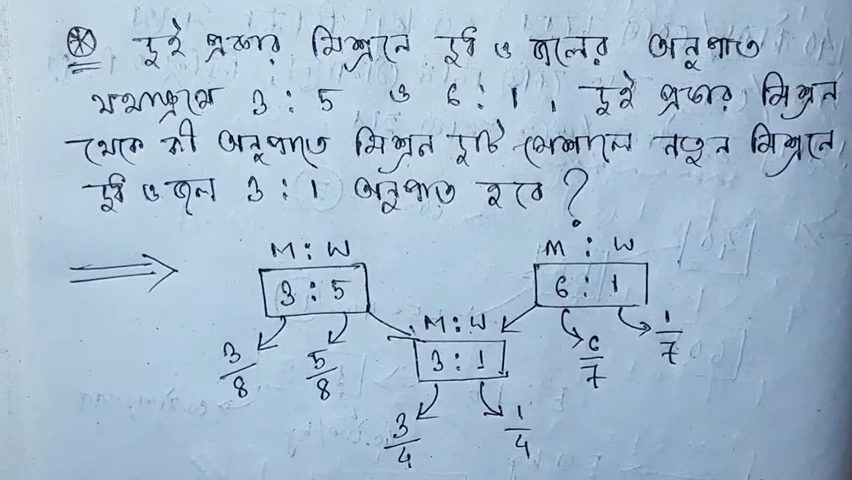 দুই প্রকার মিশ্রনে দুধ ও জলের অনুপাত
যথাক্রমে 3 : 5 ও 6 : 1, দুই প্রকার মিশ্রন
থেকে কী অনুপাতে মিশ্রন দুটি মেশালে নতুন মিশ্রনে
দুধ ও জল 3 : 1 অনুপাত হবে?
M : W M : W
3 : 5 6 : 1
M : W
3 : 1
3/8 5/8 6/7 1/7
3/4 1/4